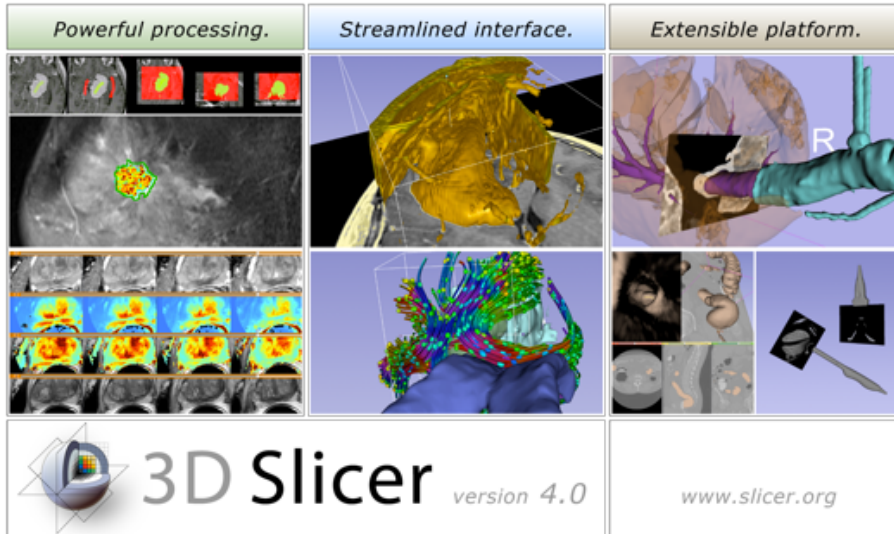 Powerful processing.
Streamlined interface.
Extensible platform.
R
3D Slicer version 4.0
www.slicer.org